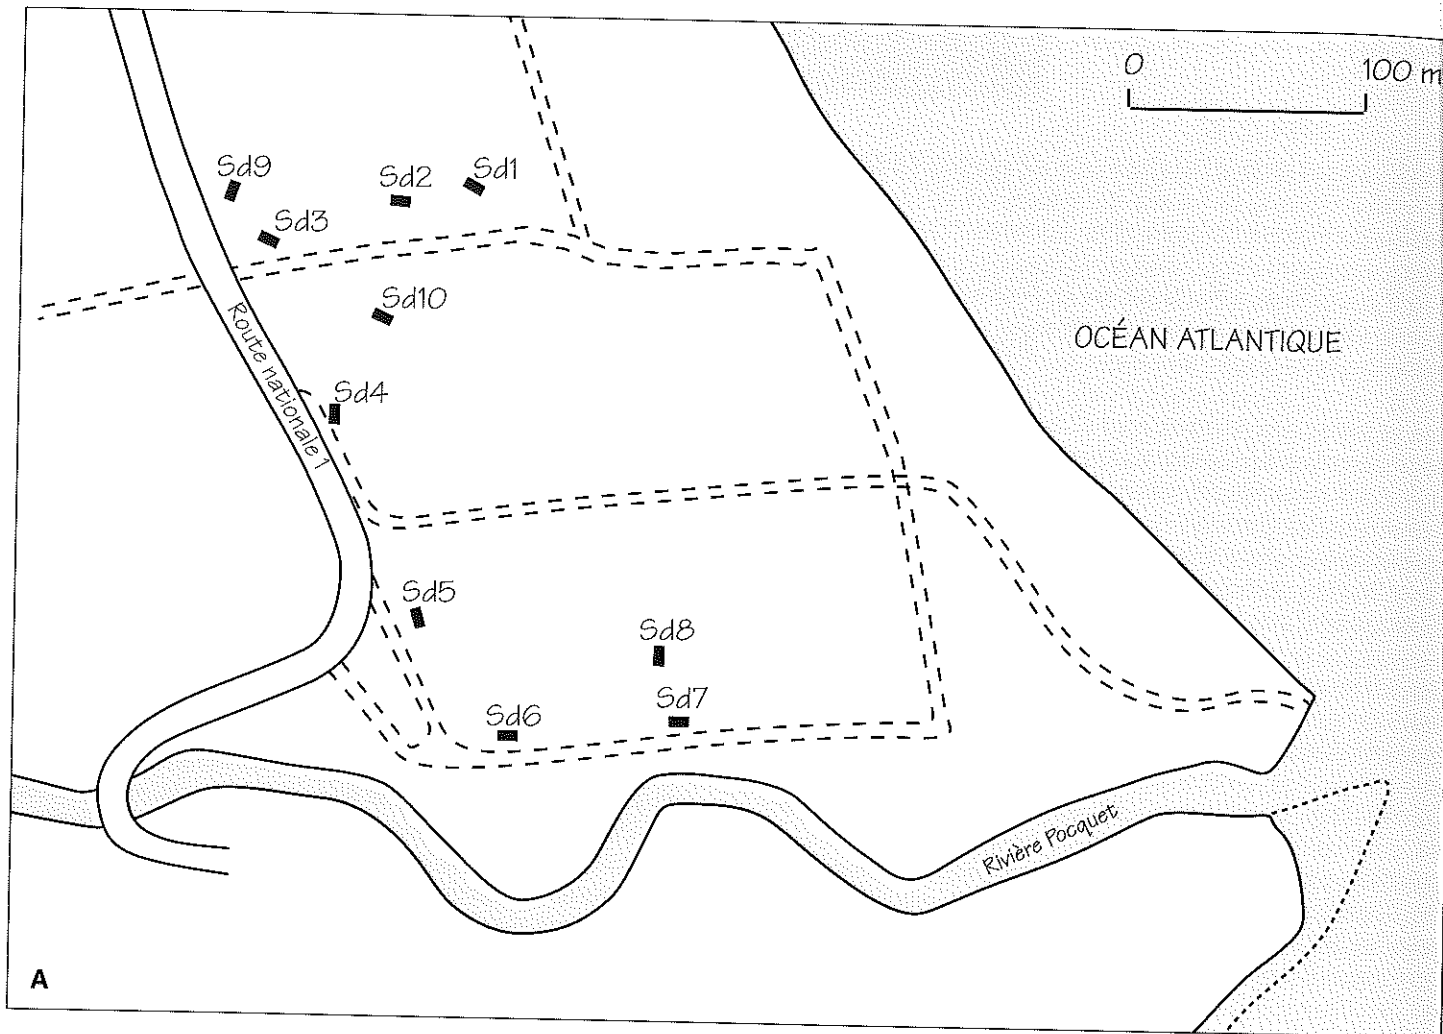 0 100 m
Sd9
Sd2
Sd1
Sd3
Sd10
OCÉAN ATLANTIQUE
Route nationale 1
Sd4
Sd5
Sd8
Sd7
Sd6
Rivière Pocquet
A